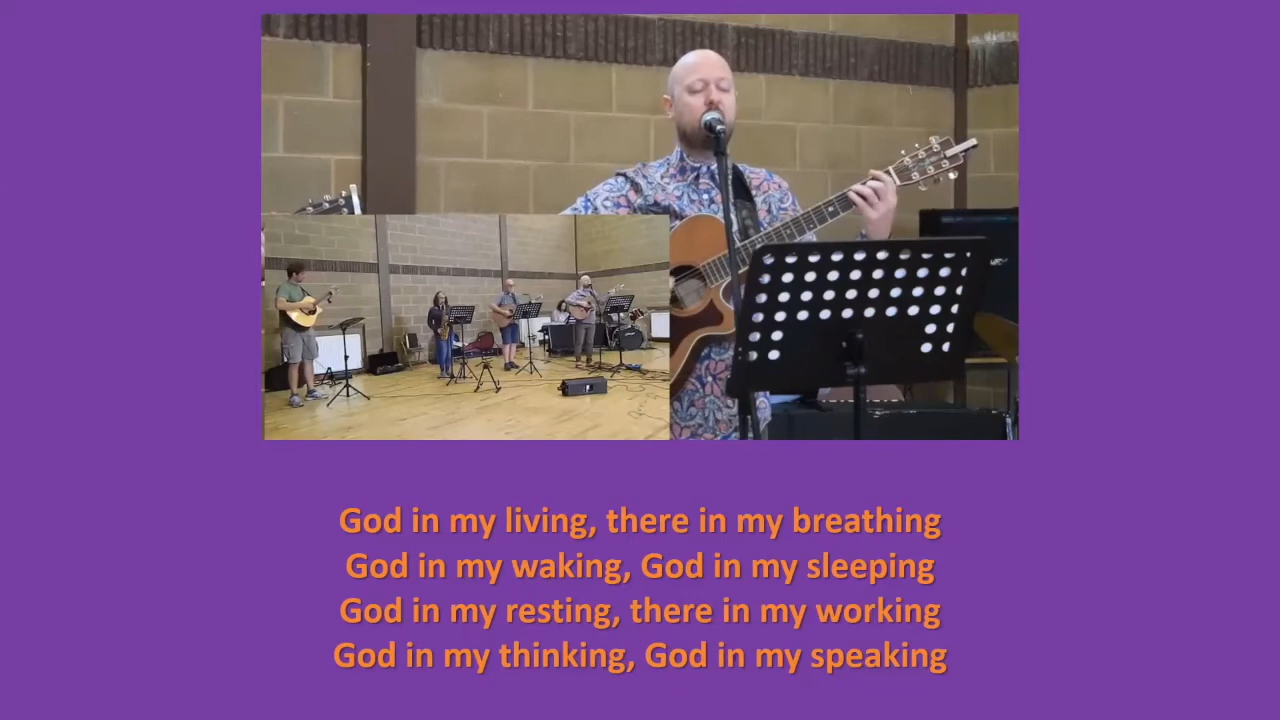 God in my living, there in my breathing
God in my waking, God in my sleeping
God in my resting, there in my working
God in my thinking, God in my speaking